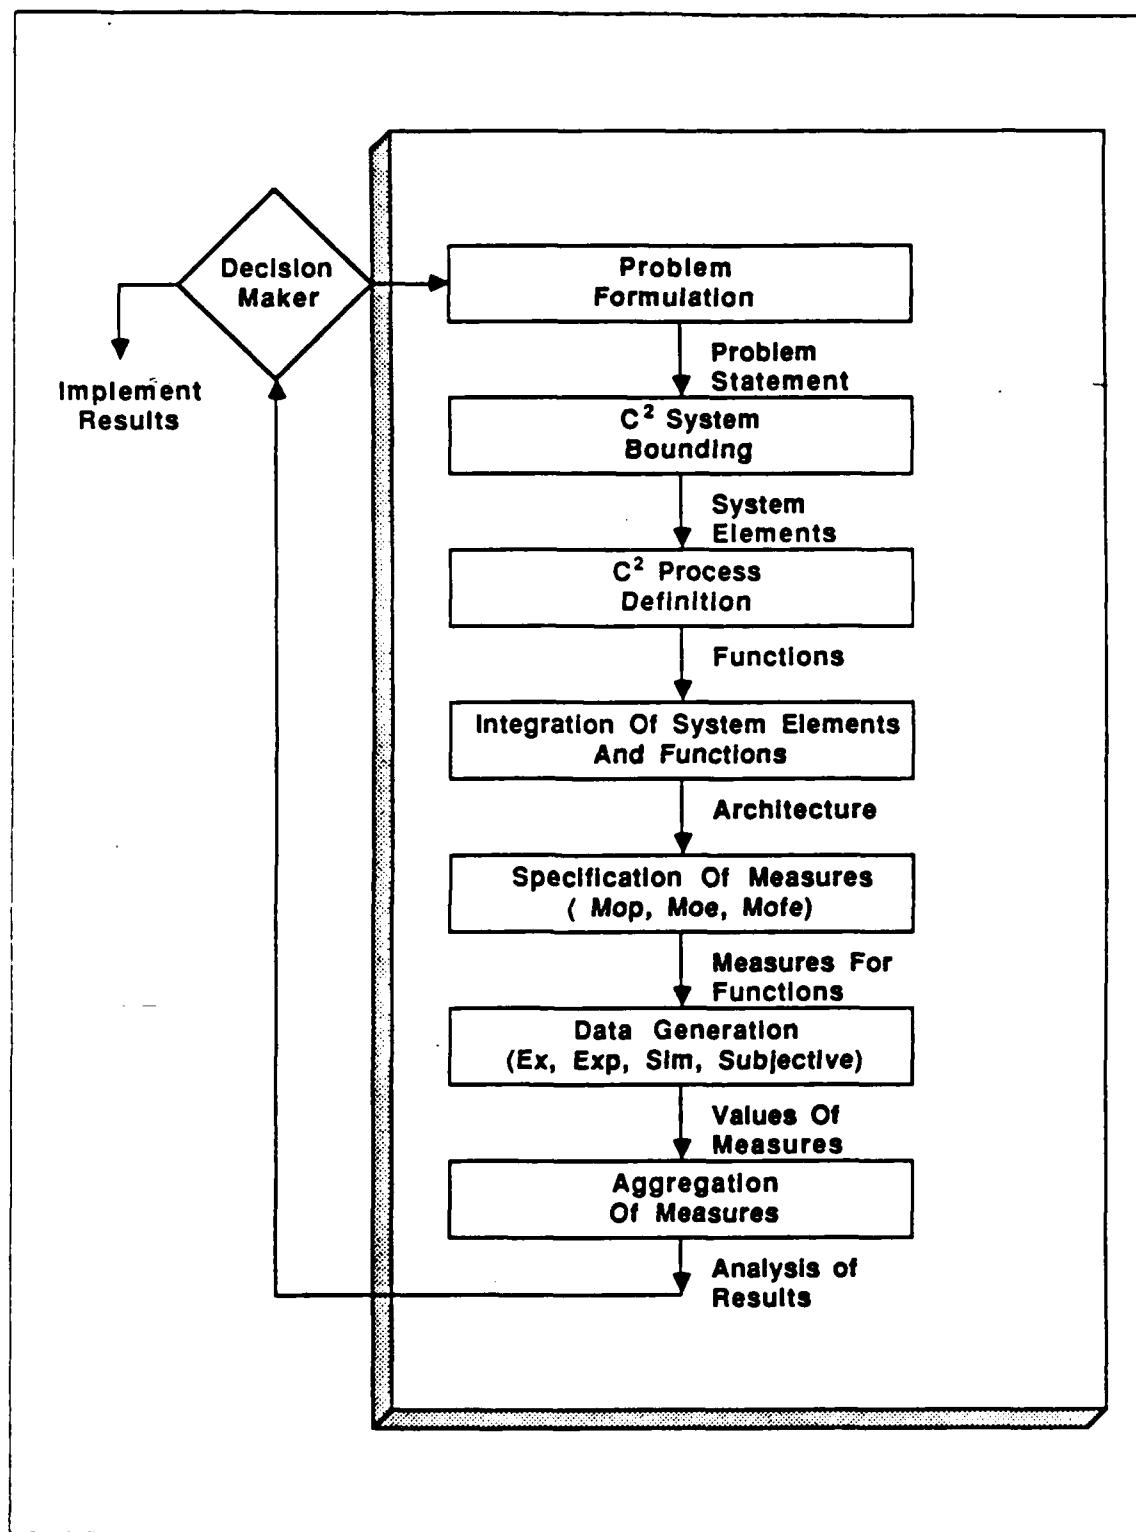 Decision
Maker
Implement
Results
Problem
Formulation
Problem
Statement
C² System
Bounding
System
Elements
C² Process
Definition
Functions
Integration Of System Elements
And Functions
Architecture
Specification Of Measures
( Mop, Moe, Mofe)
Measures For
Functions
Data Generation
(Ex, Exp, Sim, Subjective)
Values Of
Measures
Aggregation
Of Measures
Analysis of
Results